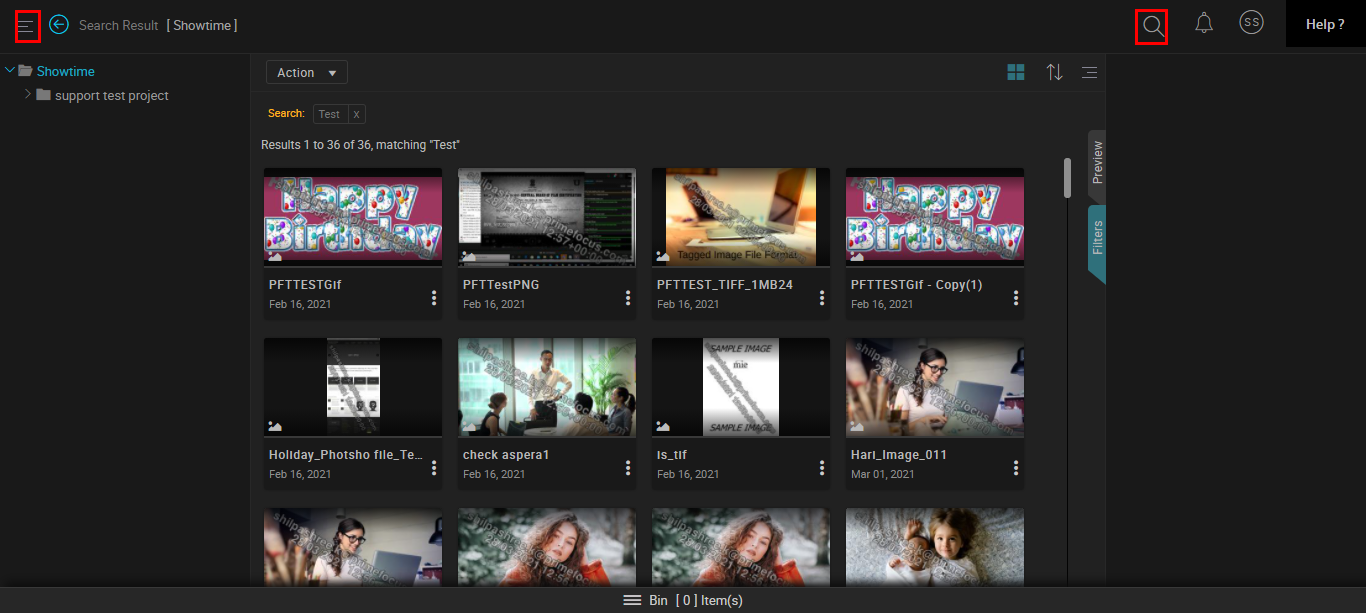 Search Result [ Showtime ]
SS
Help ?
Showtime
support test project
Action
Search: Test x
Results 1 to 36 of 36, matching "Test"
Preview
Filters
Happy Birthday
Tagged Image File Format
Happy Birthday
PFTTESTGif
Feb 16, 2021
PFTTestPNG
Feb 16, 2021
PFTTEST_TIFF_1MB24
Feb 16, 2021
PFTTESTGif - Copy(1)
Feb 16, 2021
SAMPLE IMAGE
SAMPLE IMAGE
Holiday_Photsho file_Te...
Feb 16, 2021
check aspera1
Feb 16, 2021
is_tif
Feb 16, 2021
Hari_Image_011
Mar 01, 2021
Bin [ 0 ] Item(s)